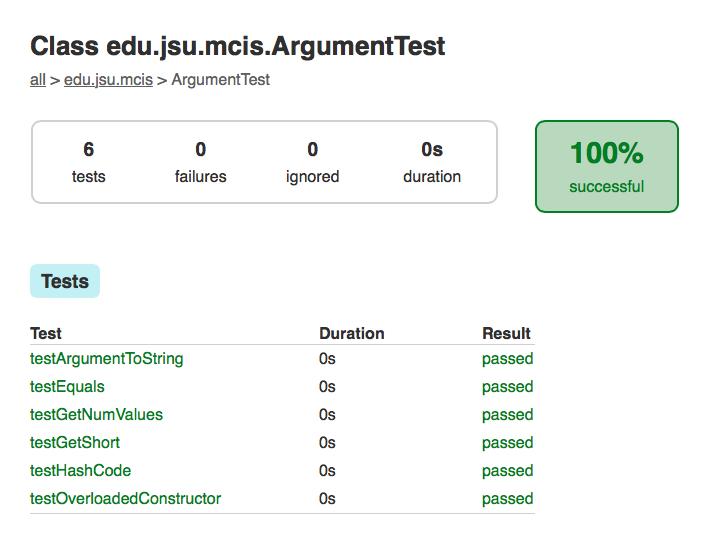 Class edu.jsu.mcis.ArgumentTest
all > edu.jsu.mcis > ArgumentTest
6 0 0 0s 100%
tests failures ignored duration successful
Tests
Test Duration Result
testArgumentToString 0s passed
testEquals 0s passed
testGetNumValues 0s passed
testGetShort 0s passed
testHashCode 0s passed
testOverloadedConstructor 0s passed